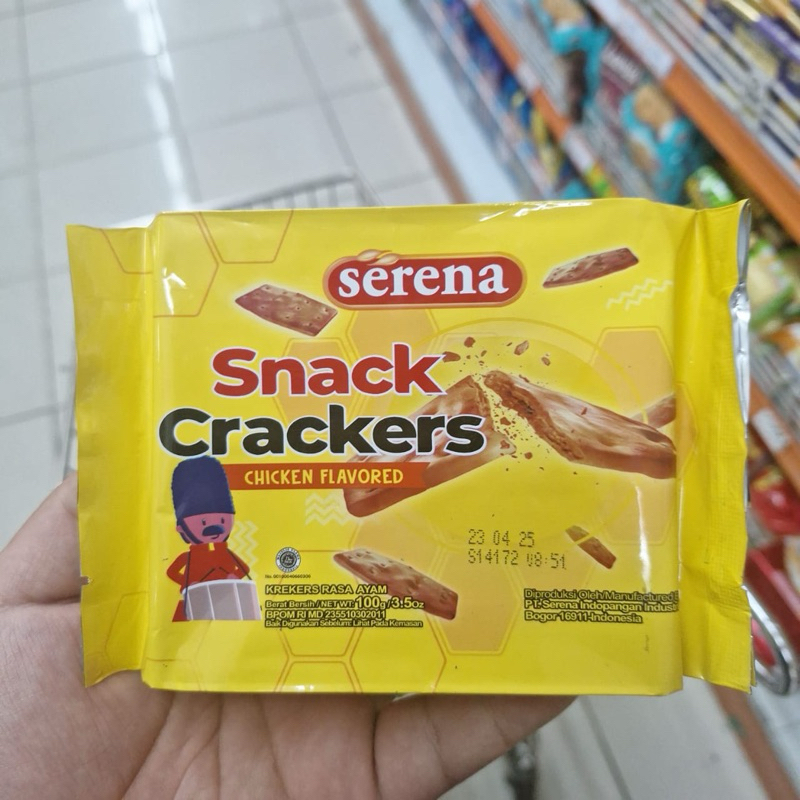 serena
Snack
Crackers
CHICKEN FLAVORED
23 04 25
S14172 08:51
KREKERS RASA AYAM
Berat Bersih / NET WT. 100g/3.5Oz
BPOM RI MD 235510302011
Baik Digunakan Sebelum: Lihat Pada Kemasan
Diproduksi Oleh/Manufactured
PT. Serena Indopangan
Bogor 16911-Indonesia